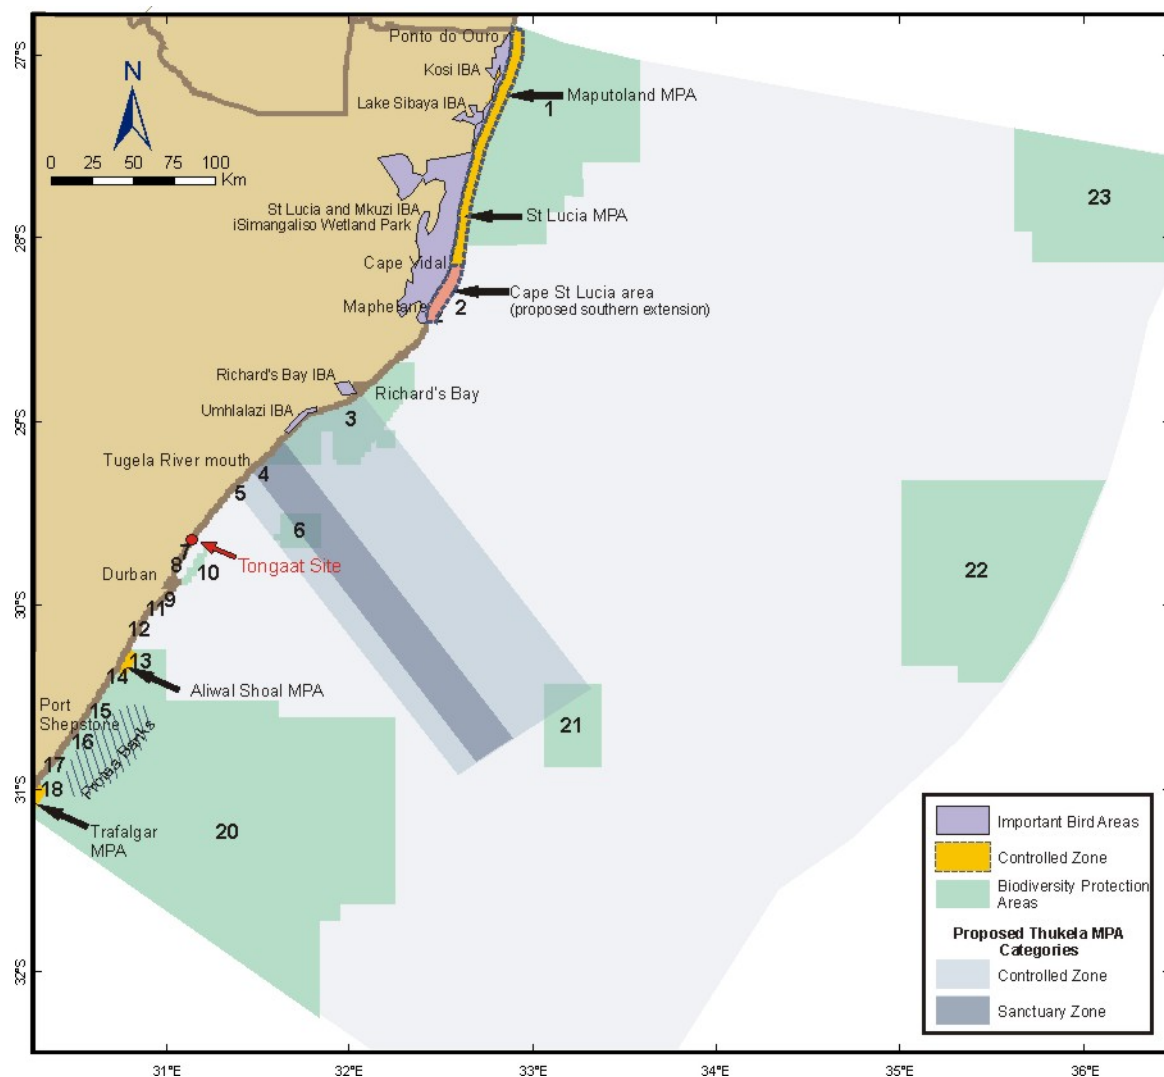 27°S
28°S
29°S
30°S
31°S
32°S
N
0 25 50 75 100
Km
Ponto do Ouro
Kosi IBA
Lake Sibaya IBA
1
Maputoland MPA
St Lucia and Mkuzi IBA
iSimangaliso Wetland Park
St Lucia MPA
23
Cape Vidal
Maphelane
2
Cape St Lucia area
(proposed southern extension)
Richard's Bay IBA
Richard's Bay
Umhlalazi IBA
3
Tugela River mouth
4
5
6
7
Tongaat Site
8
10
22
Durban
9
11
12
13
14
Aliwal Shoal MPA
Port
Shepstone
15
16
Protea Banks
17
18
21
Trafalgar
MPA
20
Important Bird Areas
Controlled Zone
Biodiversity Protection
Areas
Proposed Thukela MPA
Categories
Controlled Zone
Sanctuary Zone
31°E
32°E
33°E
34°E
35°E
36°E